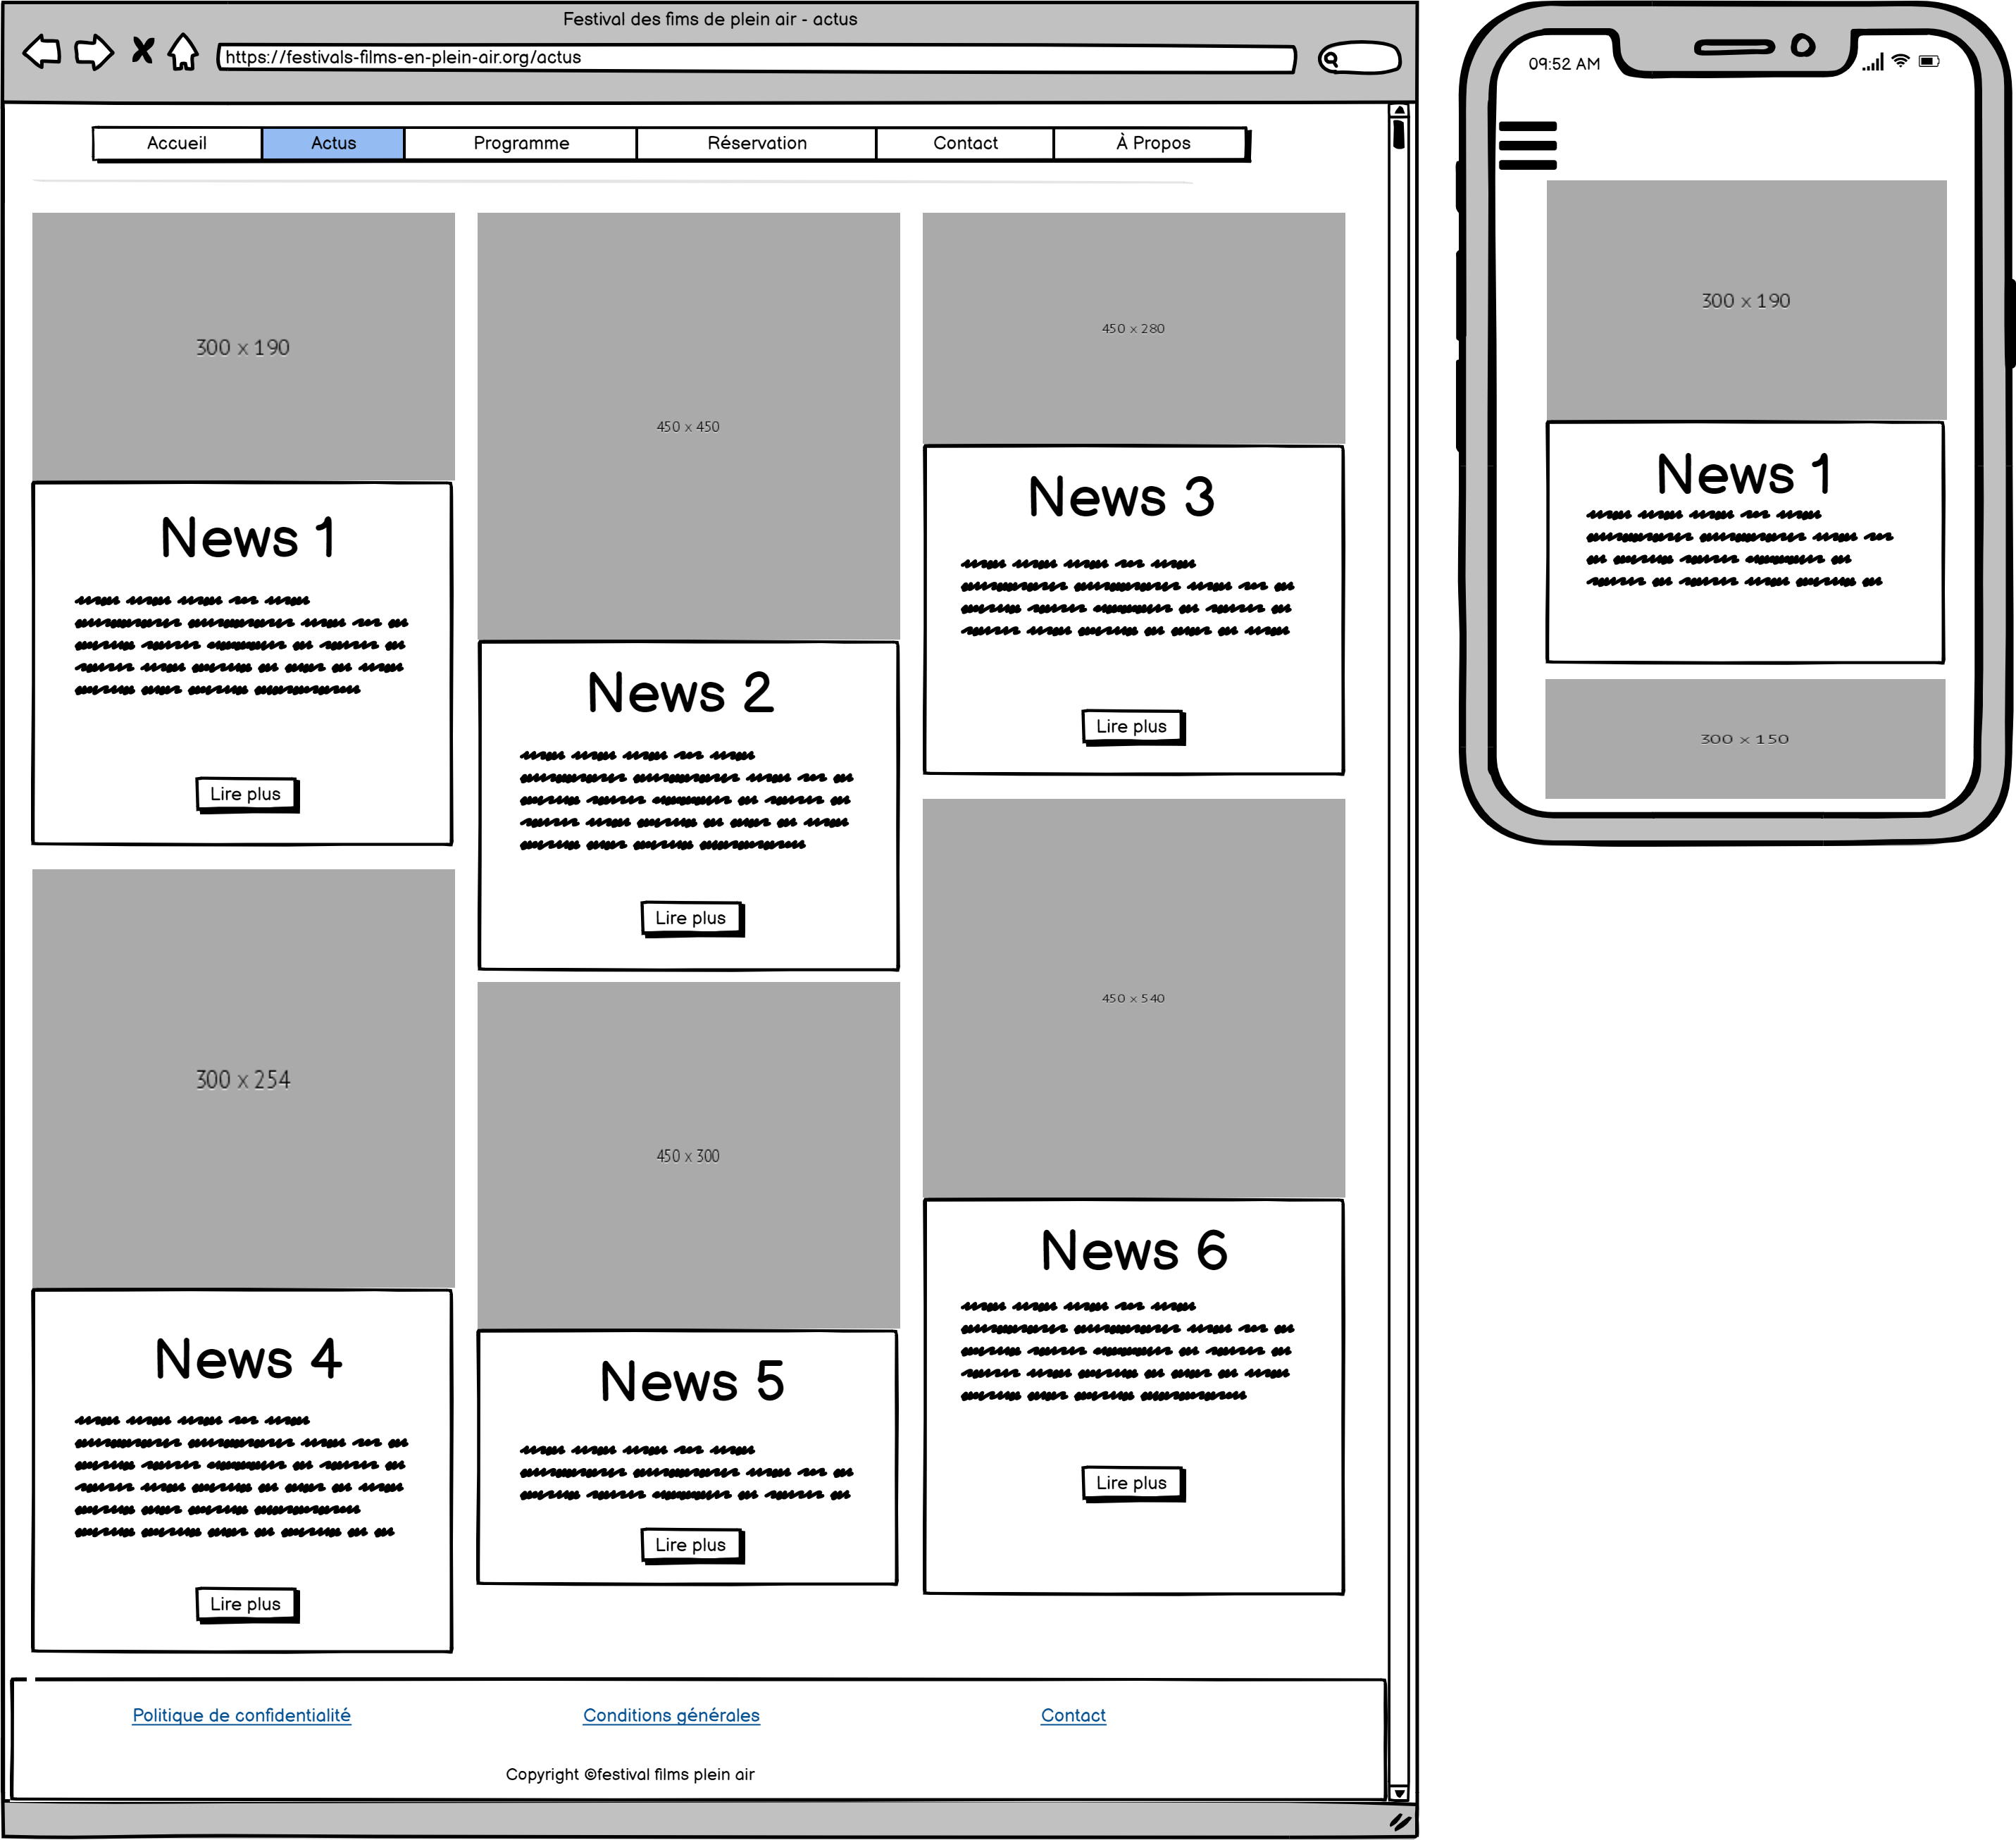 Festival des fims de plein air - actus
https://festivals-films-en-plein-air.org/actus
Accueil
Actus
Programme
Réservation
Contact
À Propos
300 x 190
News 1
Lire plus
450 x 450
News 2
Lire plus
450 x 280
News 3
Lire plus
300 x 254
News 4
Lire plus
450 x 300
News 5
Lire plus
450 x 540
News 6
Lire plus
Politique de confidentialité
Conditions générales
Contact
Copyright ©festival films plein air
09:52 AM
300 x 190
News 1
300 x 150